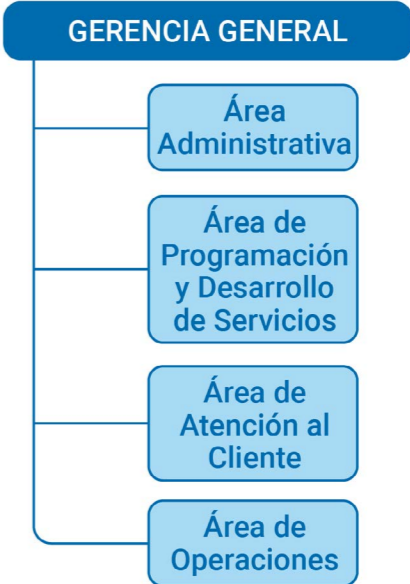 GERENCIA GENERAL
Área
Administrativa
Área de
Programación
y Desarrollo
de Servicios
Área de
Atención al
Cliente
Área de
Operaciones